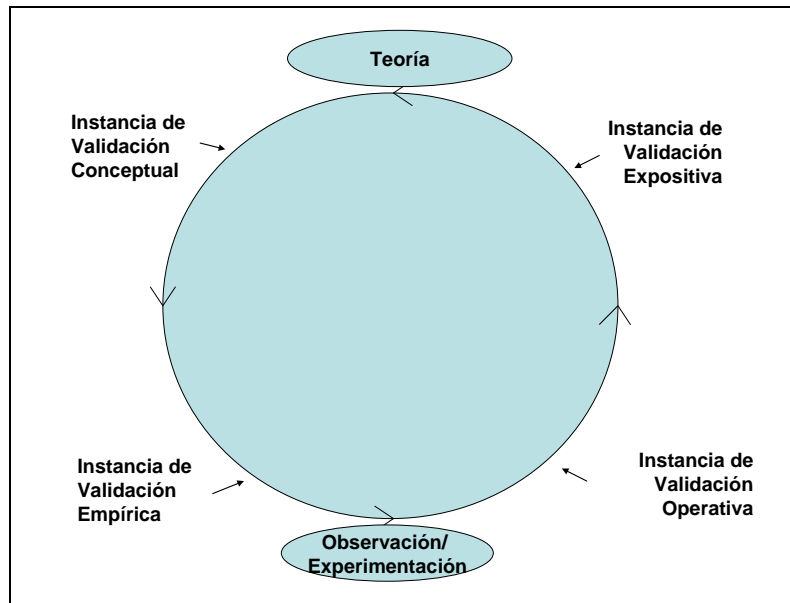 Teoría
Instancia de
Validación
Conceptual
Instancia de
Validación
Expositiva
Instancia de
Validación
Empírica
Instancia de
Validación
Operativa
Observación/
Experimentación